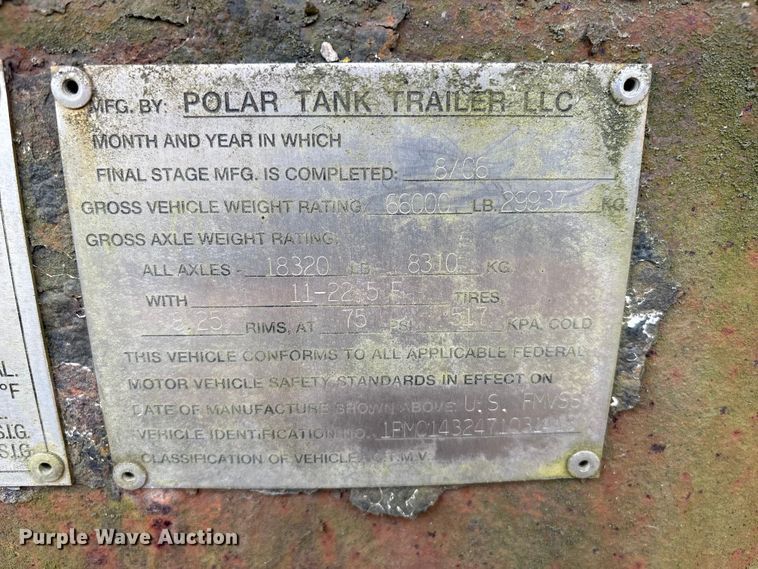 MFG. BY: POLAR TANK TRAILER LLC
MONTH AND YEAR IN WHICH
FINAL STAGE MFG. IS COMPLETED: 8/06
GROSS VEHICLE WEIGHT RATING: 66000 LB. 29937 KG.
GROSS AXLE WEIGHT RATING:
ALL AXLES - 18320 LB. 8310 KG
WITH 11-22.5 F TIRES,
8.25 RIMS, AT 75 PSI 517 KPA, COLD
THIS VEHICLE CONFORMS TO ALL APPLICABLE FEDERAL
MOTOR VEHICLE SAFETY STANDARDS IN EFFECT ON
DATE OF MANUFACTURE SHOWN ABOVE U.S. FMVSS
VEHICLE IDENTIFICATION NO.
CLASSIFICATION OF VEHICLE C.T.M.V.
°F
S.I.G.
S.I.G.
Purple Wave Auction